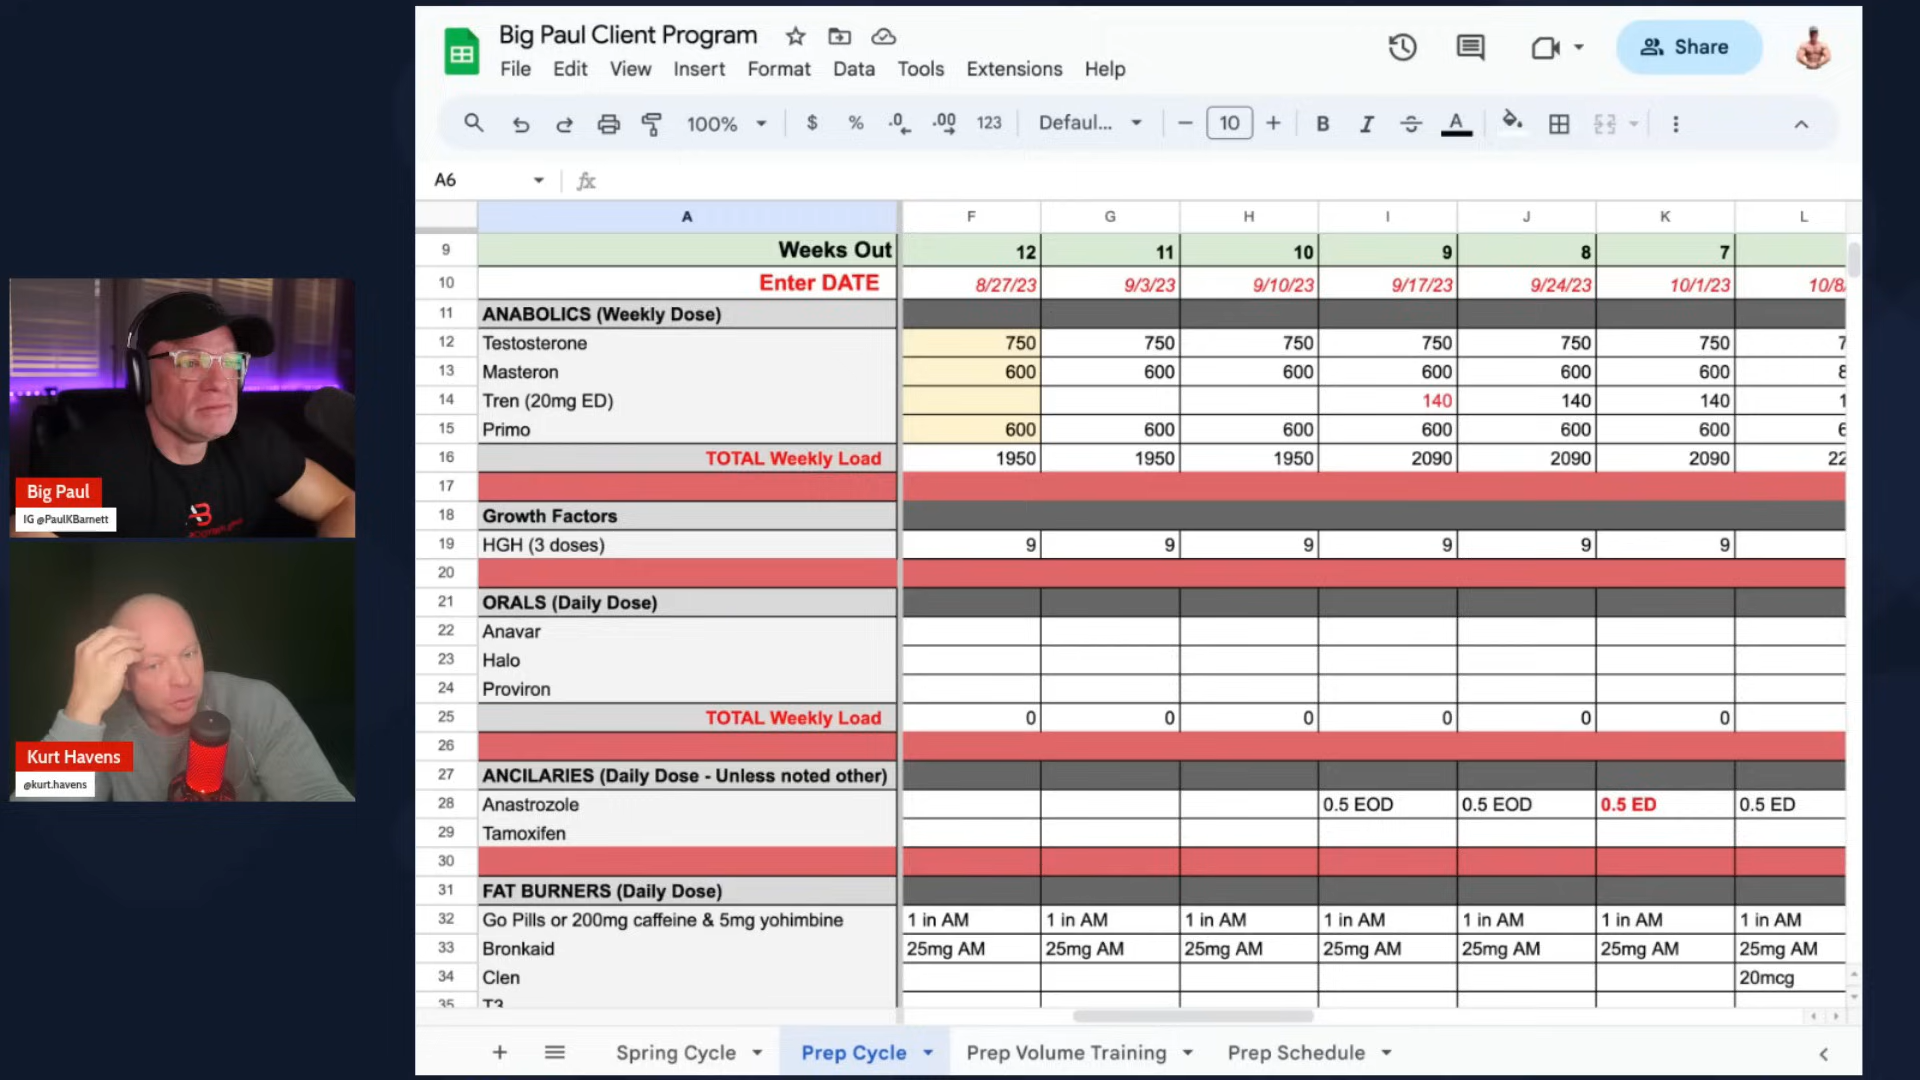 Big Paul Client Program
File Edit View Insert Format Data Tools Extensions Help
Share
100% $ % .0 .00 123 Defaul... 10 B I A
A6 fx
A F G H I J K L
9 Weeks Out 12 11 10 9 8 7
10 Enter DATE 8/27/23 9/3/23 9/10/23 9/17/23 9/24/23 10/1/23 10/8
11 ANABOLICS (Weekly Dose)
12 Testosterone 750 750 750 750 750 750 7
13 Masteron 600 600 600 600 600 600 8
14 Tren (20mg ED) 140 140 140 1
15 Primo 600 600 600 600 600 600 6
16 TOTAL Weekly Load 1950 1950 1950 2090 2090 2090 22
17
18 Growth Factors
19 HGH (3 doses) 9 9 9 9 9 9
20
21 ORALS (Daily Dose)
22 Anavar
23 Halo
24 Proviron
25 TOTAL Weekly Load 0 0 0 0 0 0
26
27 ANCILARIES (Daily Dose - Unless noted other)
28 Anastrozole 0.5 EOD 0.5 EOD 0.5 ED 0.5 ED
29 Tamoxifen
30
31 FAT BURNERS (Daily Dose)
32 Go Pills or 200mg caffeine & 5mg yohimbine 1 in AM 1 in AM 1 in AM 1 in AM 1 in AM 1 in AM 1 in AM
33 Bronkaid 25mg AM 25mg AM 25mg AM 25mg AM 25mg AM 25mg AM 25mg AM
34 Clen 20mcg
35 T3
Spring Cycle Prep Cycle Prep Volume Training Prep Schedule
Big Paul
IG @PaulKBarnett
Kurt Havens
@kurt.havens